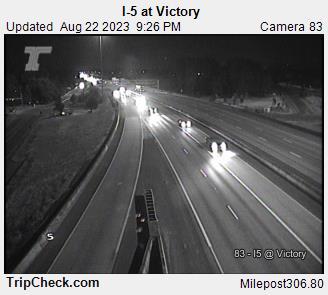 I-5 at Victory
Updated Aug 22 2023 9:26 PM Camera 83
T
S
83 - I5 @ Victory
TripCheck.com Milepost306.80